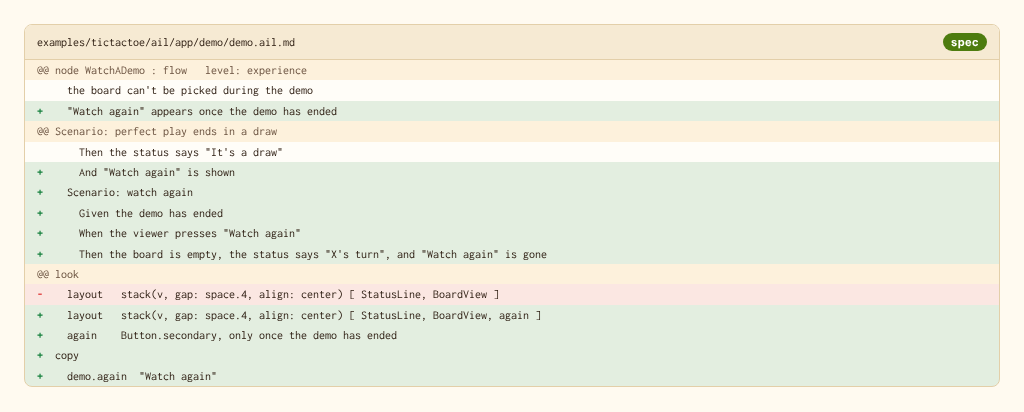 examples/tictactoe/ail/app/demo/demo.ail.md spec
@@ node WatchADemo : flow level: experience
the board can't be picked during the demo
+ "Watch again" appears once the demo has ended
@@ Scenario: perfect play ends in a draw
Then the status says "It's a draw"
+ And "Watch again" is shown
+ Scenario: watch again
+ Given the demo has ended
+ When the viewer presses "Watch again"
+ Then the board is empty, the status says "X's turn", and "Watch again" is gone
@@ look
- layout stack(v, gap: space.4, align: center) [ StatusLine, BoardView ]
+ layout stack(v, gap: space.4, align: center) [ StatusLine, BoardView, again ]
+ again Button.secondary, only once the demo has ended
+ copy
+ demo.again "Watch again"